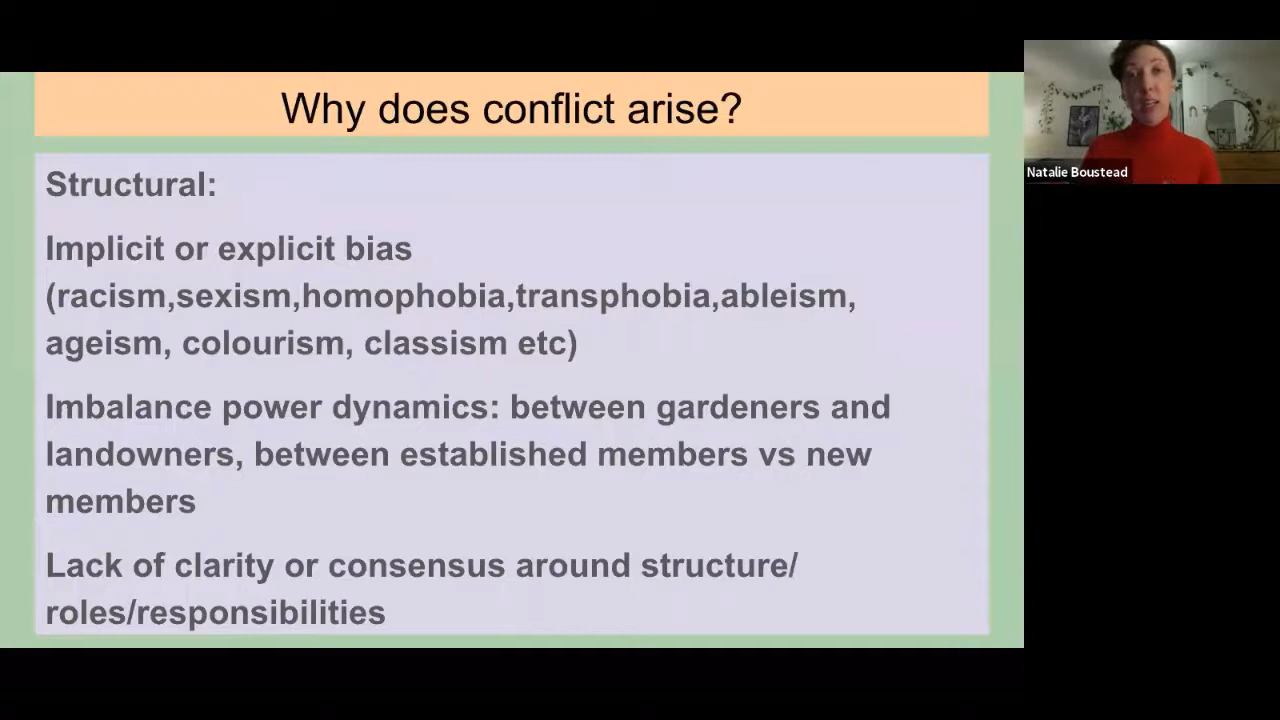 Why does conflict arise?
Structural:
Implicit or explicit bias
(racism,sexism,homophobia,transphobia,ableism,
ageism, colourism, classism etc)
Imbalance power dynamics: between gardeners and
landowners, between established members vs new
members
Lack of clarity or consensus around structure/
roles/responsibilities
Natalie Boustead